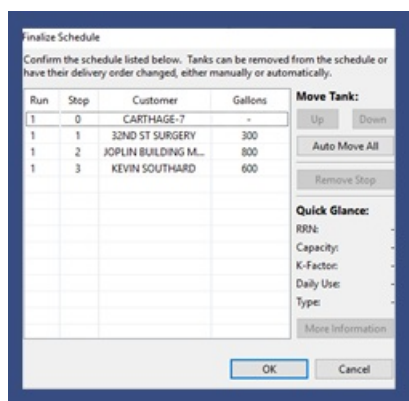 Finalize Schedule
Confirm the schedule listed below. Tanks can be removed from the schedule or
have their delivery order changed, either manually or automatically.
Run Stop Customer Gallons
1 0 CARTHAGE-7 -
1 1 32ND ST SURGERY 300
1 2 JOPLIN BUILDING M... 800
1 3 KEVIN SOUTHARD 600
Move Tank:
Up Down
Auto Move All
Remove Stop
Quick Glance:
RRN: -
Capacity: -
K-Factor: -
Daily Use: -
Type: -
More Information
OK Cancel